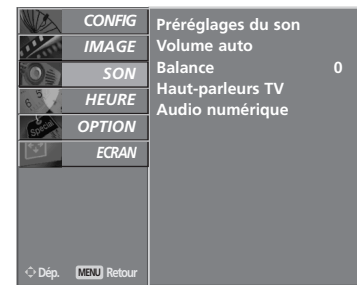 CONFIG
IMAGE
SON
HEURE
OPTION
ECRAN
Préréglages du son
Volume auto
Balance 0
Haut-parleurs TV
Audio numérique
Dép. MENU Retour